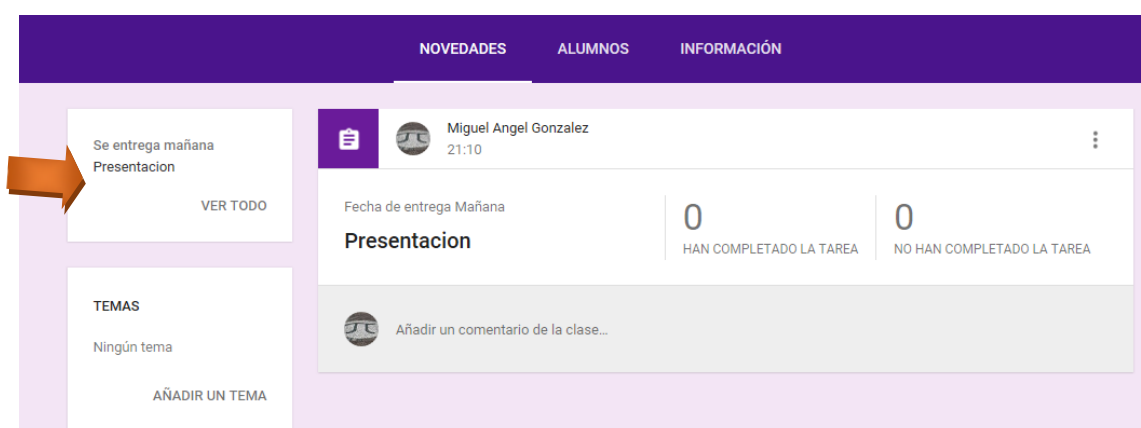 NOVEDADES ALUMNOS INFORMACIÓN
Se entrega mañana
Presentacion
VER TODO
TEMAS
Ningún tema
AÑADIR UN TEMA
Miguel Angel Gonzalez
21:10
Fecha de entrega Mañana
Presentacion
0
HAN COMPLETADO LA TAREA
0
NO HAN COMPLETADO LA TAREA
Añadir un comentario de la clase...